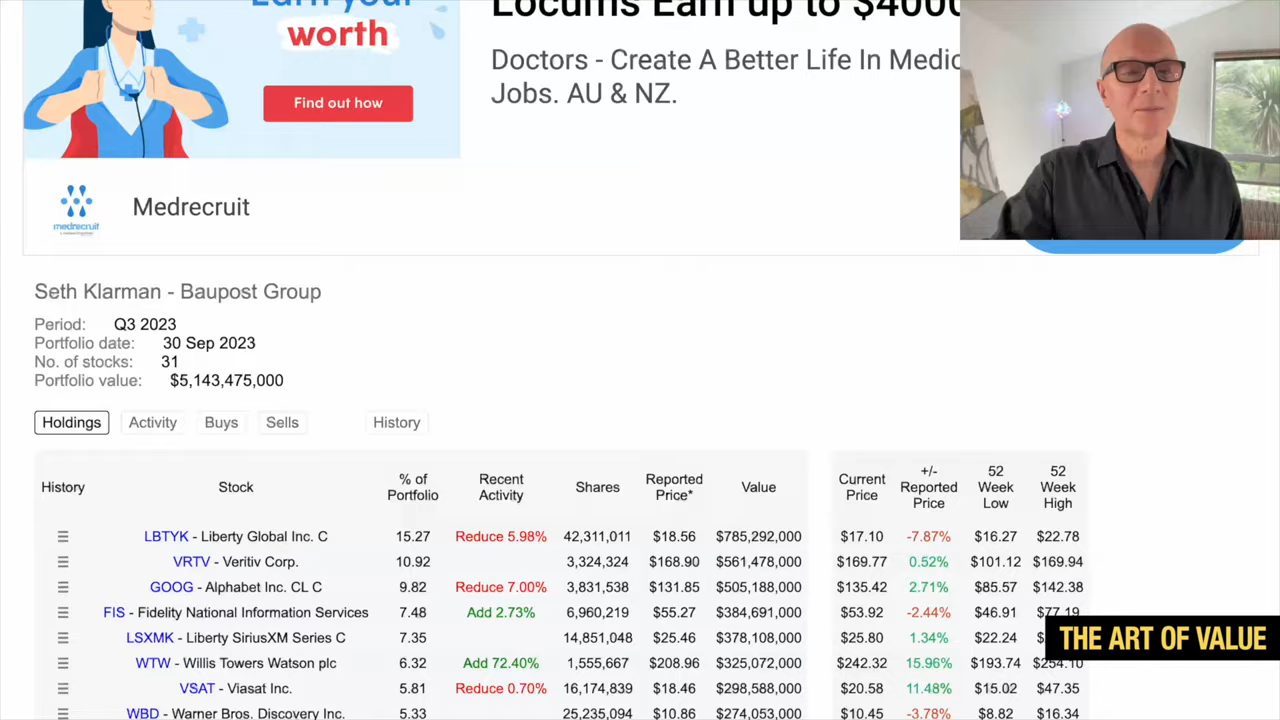 Earn your
worth
Find out how
Locums Earn up to $4000
Doctors - Create A Better Life In Medic
Jobs. AU & NZ.
medrecruit
Medrecruit
Seth Klarman - Baupost Group
Period: Q3 2023
Portfolio date: 30 Sep 2023
No. of stocks: 31
Portfolio value: $5,143,475,000
Holdings Activity Buys Sells History
History Stock % of Portfolio Recent Activity Shares Reported Price* Value Current Price +/- Reported Price 52 Week Low 52 Week High
LBTYK - Liberty Global Inc. C 15.27 Reduce 5.98% 42,311,011 $18.56 $785,292,000 $17.10 -7.87% $16.27 $22.78
VRTV - Veritiv Corp. 10.92 3,324,324 $168.90 $561,478,000 $169.77 0.52% $101.12 $169.94
GOOG - Alphabet Inc. CL C 9.82 Reduce 7.00% 3,831,538 $131.85 $505,188,000 $135.42 2.71% $85.57 $142.38
FIS - Fidelity National Information Services 7.48 Add 2.73% 6,960,219 $55.27 $384,691,000 $53.92 -2.44% $46.91 $77.19
LSXMK - Liberty SiriusXM Series C 7.35 14,851,048 $25.46 $378,108,000 $25.80 1.34% $22.24
WTW - Willis Towers Watson plc 6.32 Add 72.40% 1,555,667 $208.96 $325,072,000 $242.32 15.96% $193.74 $254.10
VSAT - Viasat Inc. 5.81 Reduce 0.70% 16,174,839 $18.46 $298,588,000 $20.58 11.48% $15.02 $47.35
WBD - Warner Bros. Discovery Inc. 5.33 25,235,094 $10.86 $274,053,000 $10.45 -3.78% $8.82 $16.34
THE ART OF VALUE